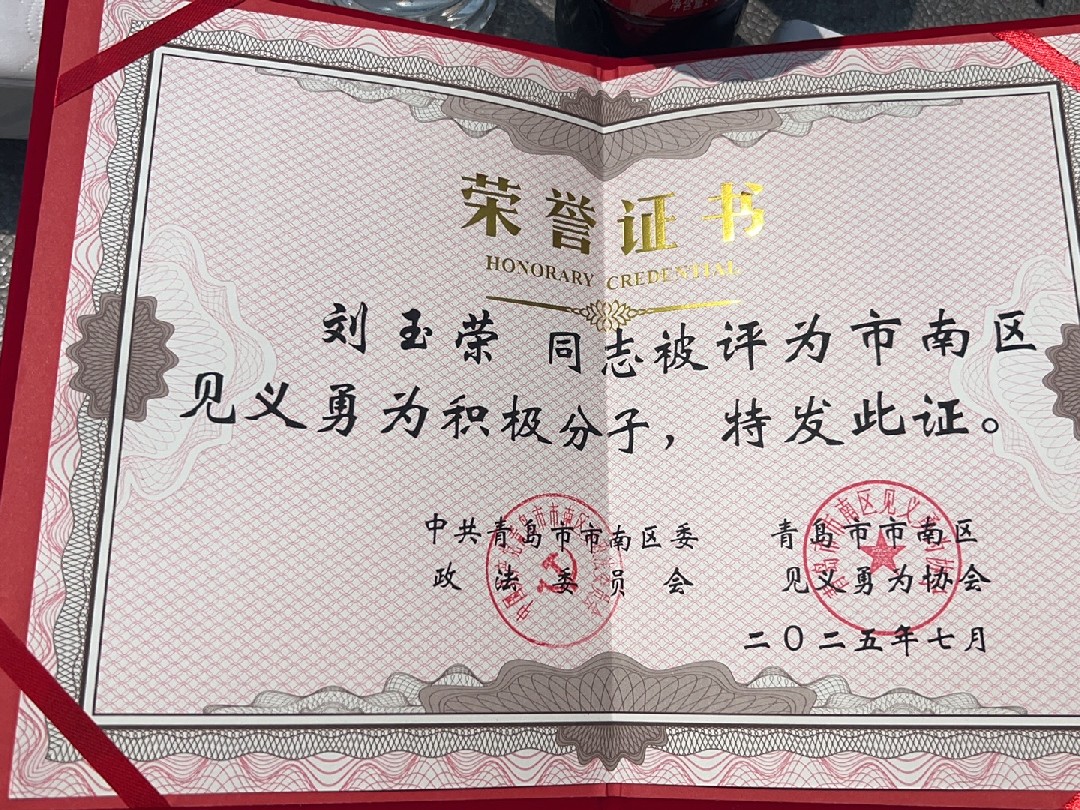 荣誉证书
HONORARY CREDENTIAL
刘玉荣 同志被评为市南区
见义勇为积极分子，特发此证。
中共青岛市市南区委
政法委员会
青岛市市南区
见义勇为协会
二〇二五年七月